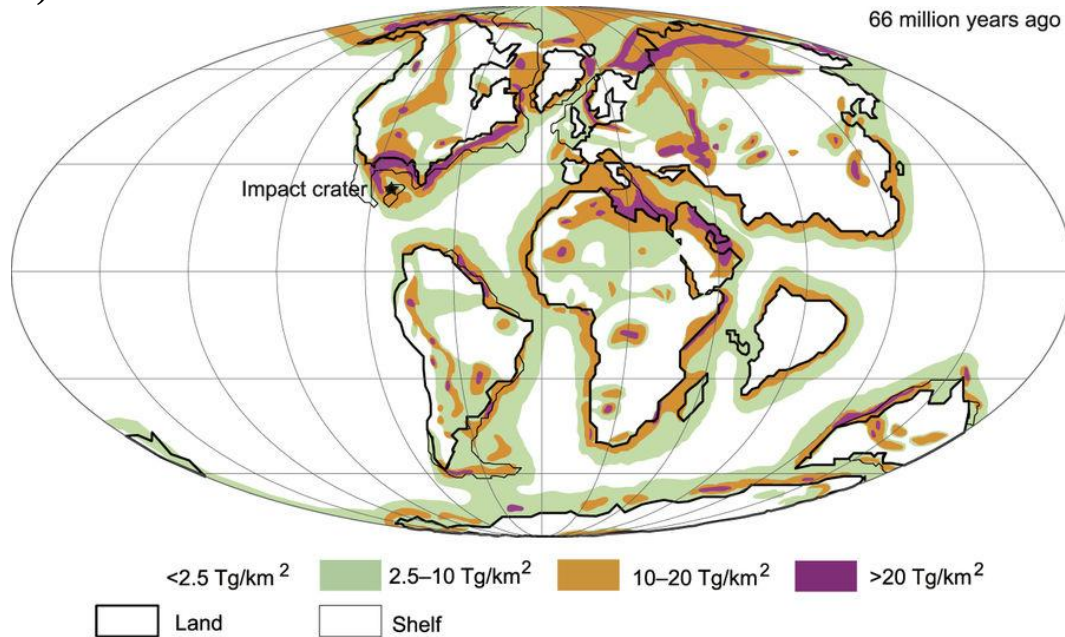 66 million years ago
Impact crater
<2.5 Tg/km²
2.5–10 Tg/km²
10–20 Tg/km²
>20 Tg/km²
Land
Shelf